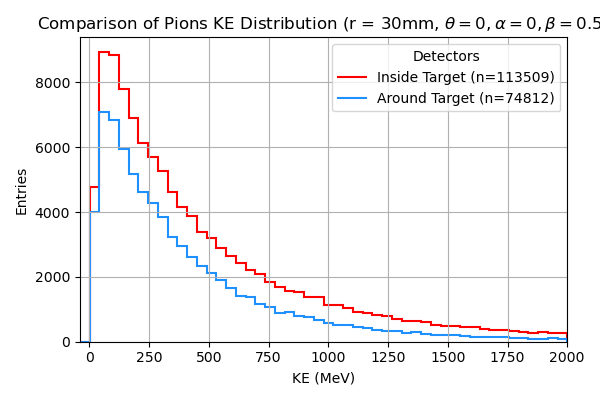 Comparison of Pions KE Distribution (r = 30mm, θ = 0, α = 0, β = 0.5
Detectors
Inside Target (n=113509)
Around Target (n=74812)
Entries
8000
6000
4000
2000
0
0 250 500 750 1000 1250 1500 1750 2000
KE (MeV)